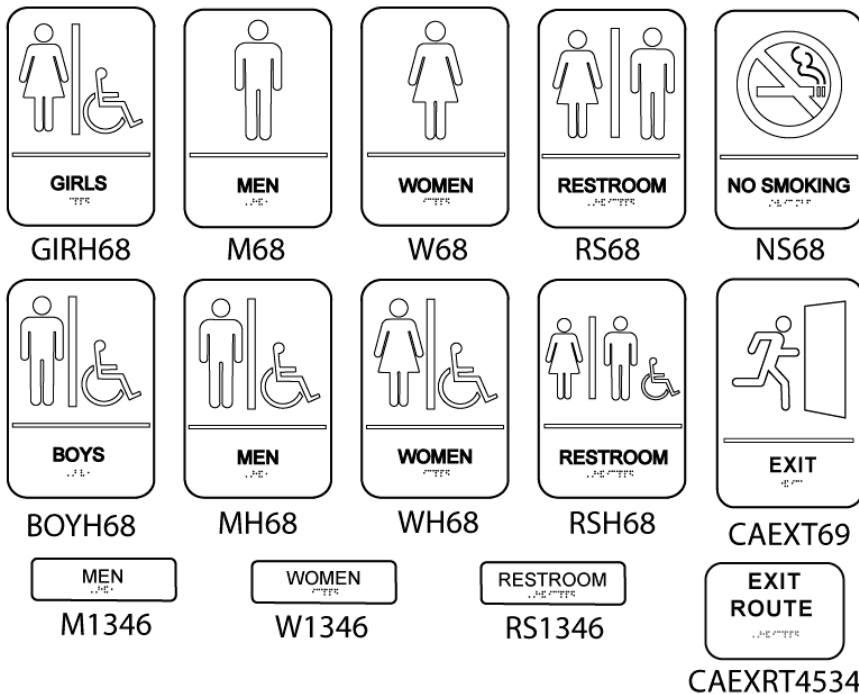 GIRLS
MEN
WOMEN
RESTROOM
NO SMOKING
GIRH68
M68
W68
RS68
NS68
BOYS
MEN
WOMEN
RESTROOM
EXIT
BOYH68
MH68
WH68
RSH68
CAEXT69
MEN
WOMEN
RESTROOM
EXIT
ROUTE
M1346
W1346
RS1346
CAEXRT4534